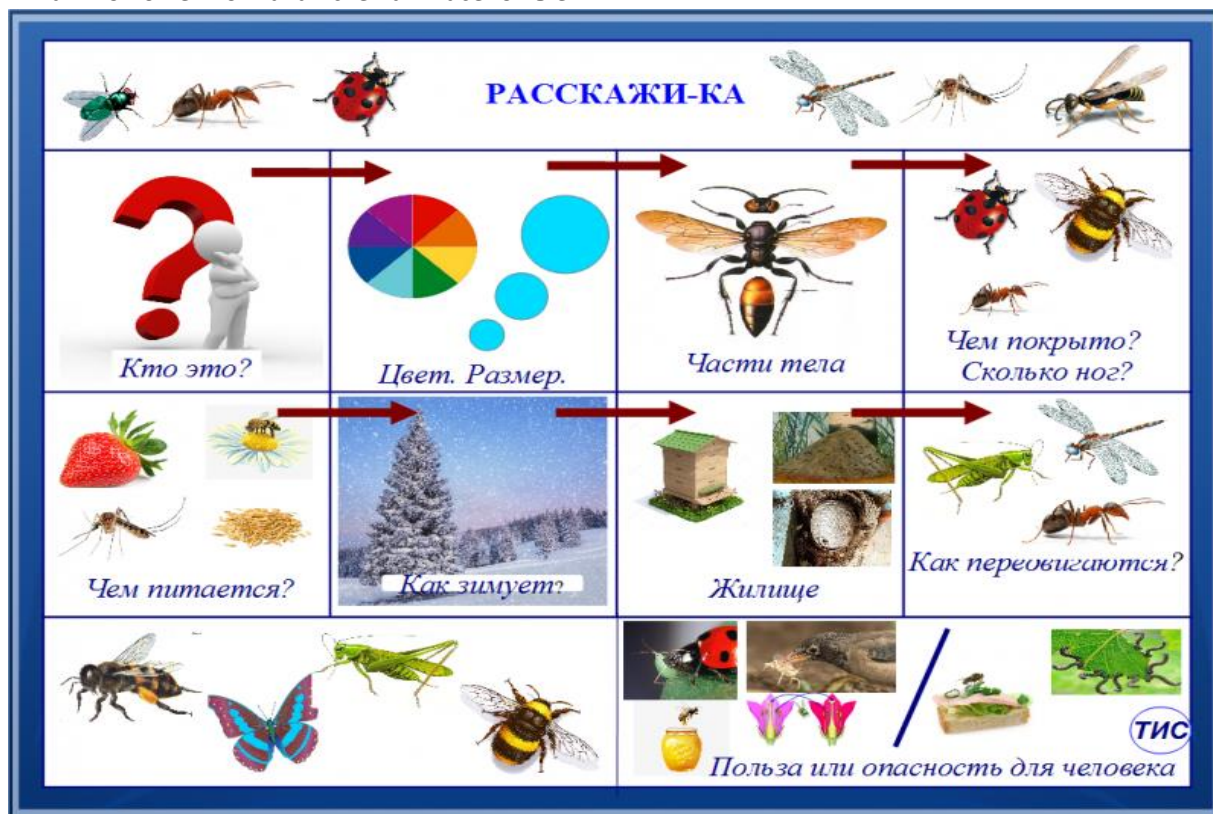 РАССКАЖИ-КА
Кто это?
Цвет. Размер.
Части тела
Чем покрыто?
Сколько ног?
Чем питается?
Как зимует?
Жилище
Как переовигаются?
ТИС
Польза или опасность для человека